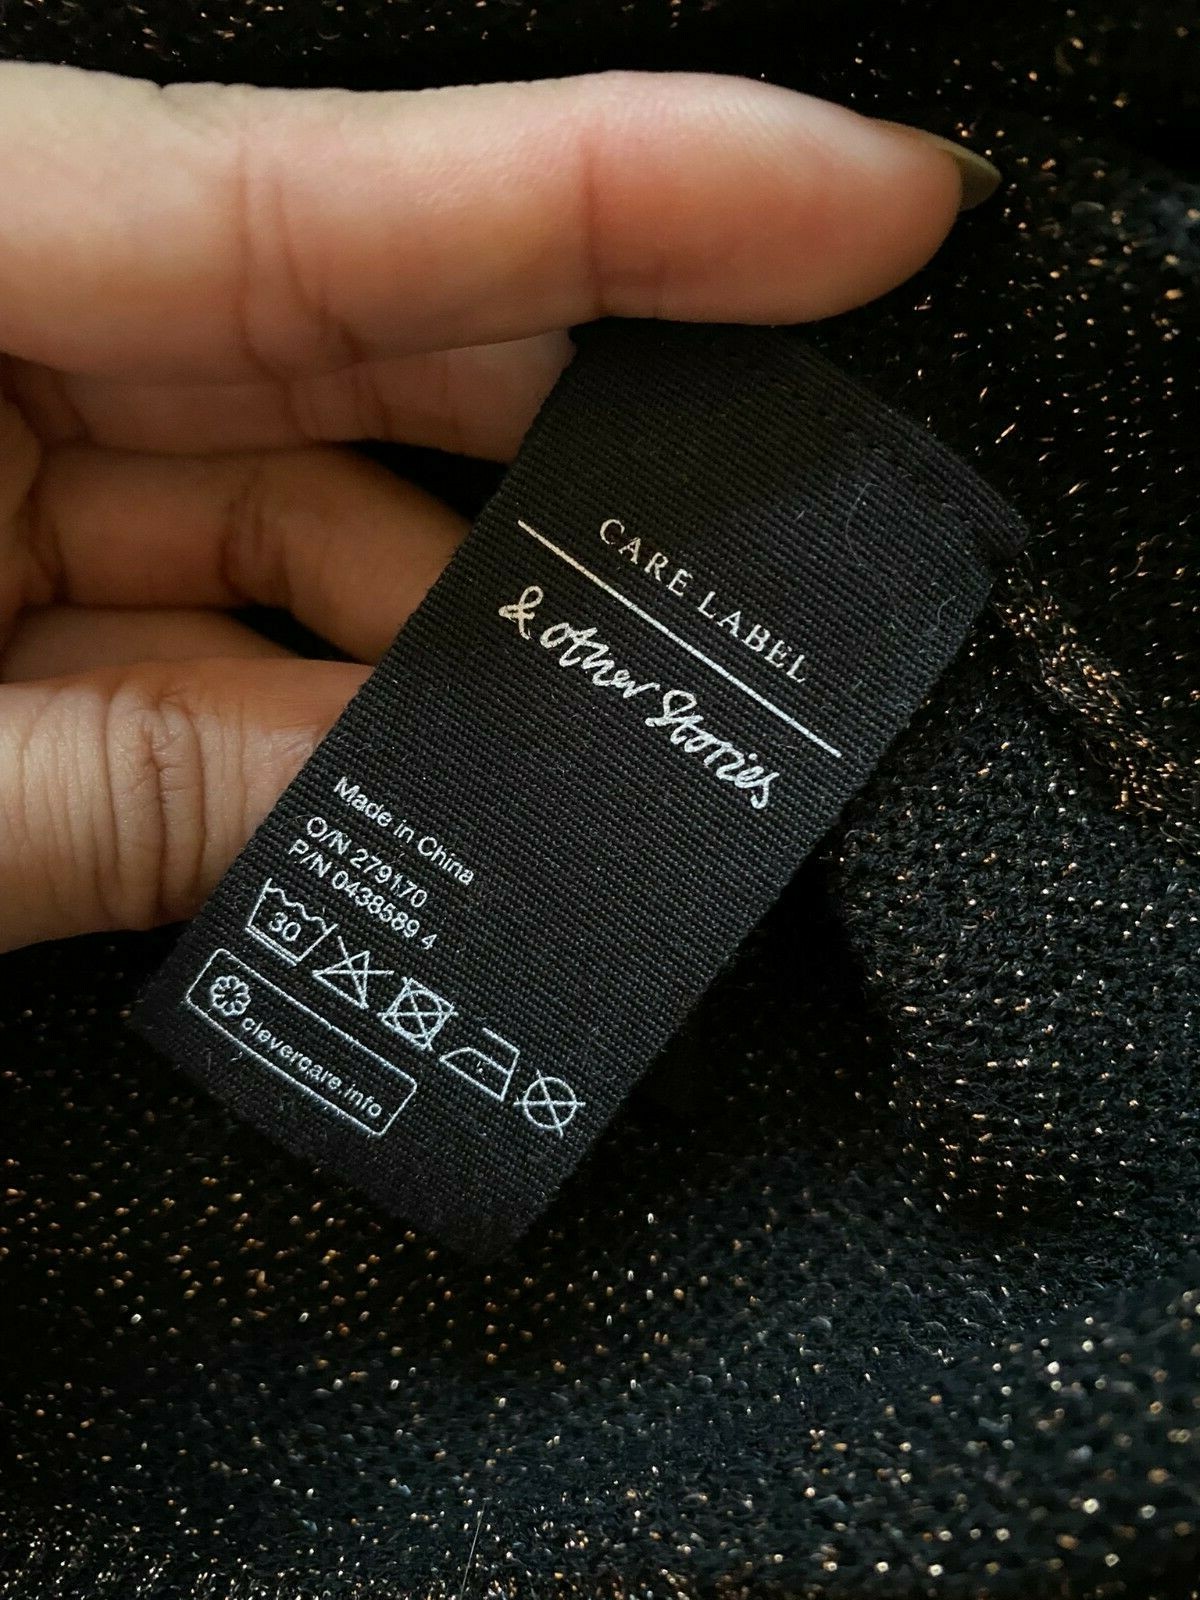 CARE LABEL
& other Stories
Made in China
O/N 279170
P/N 0438589 4
30
clevercare.info